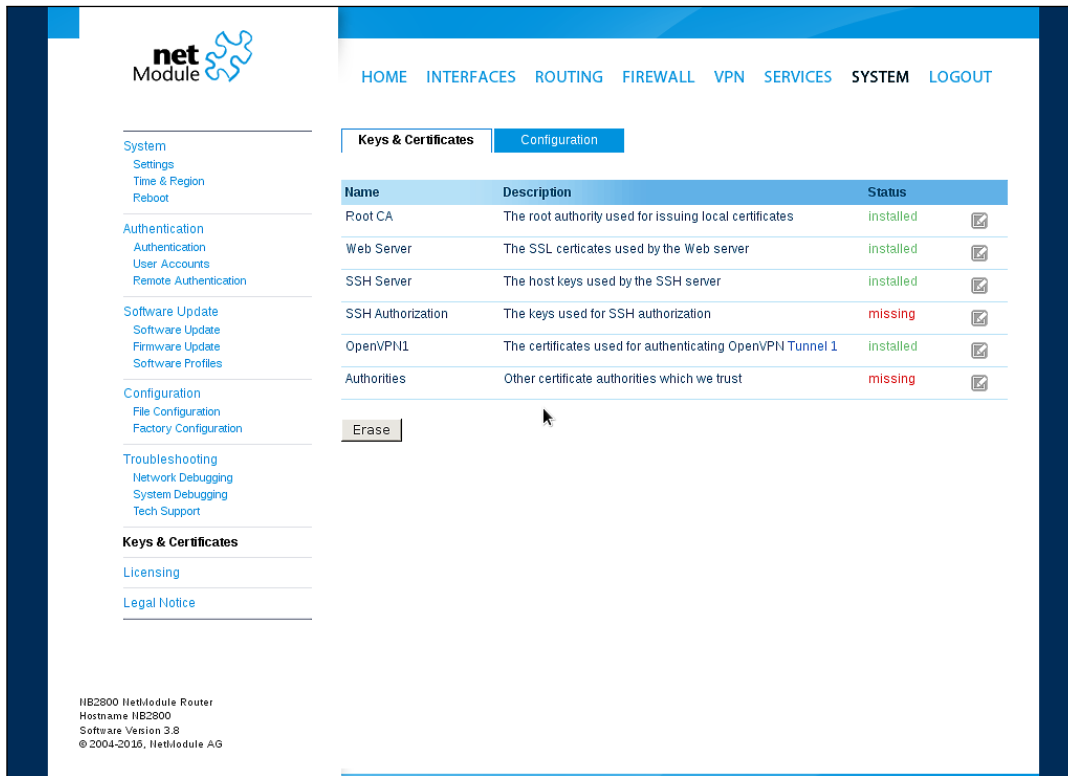 net
Module
HOME INTERFACES ROUTING FIREWALL VPN SERVICES SYSTEM LOGOUT
System
Settings
Time & Region
Reboot
Authentication
Authentication
User Accounts
Remote Authentication
Software Update
Software Update
Firmware Update
Software Profiles
Configuration
File Configuration
Factory Configuration
Troubleshooting
Network Debugging
System Debugging
Tech Support
Keys & Certificates
Licensing
Legal Notice
Keys & Certificates Configuration
Name Description Status
Root CA The root authority used for issuing local certificates installed
Web Server The SSL certicates used by the Web server installed
SSH Server The host keys used by the SSH server installed
SSH Authorization The keys used for SSH authorization missing
OpenVPN1 The certificates used for authenticating OpenVPN Tunnel 1 installed
Authorities Other certificate authorities which we trust missing
Erase
NB2800 NetModule Router
Hostname NB2800
Software Version 3.8
© 2004-2016, NetModule AG